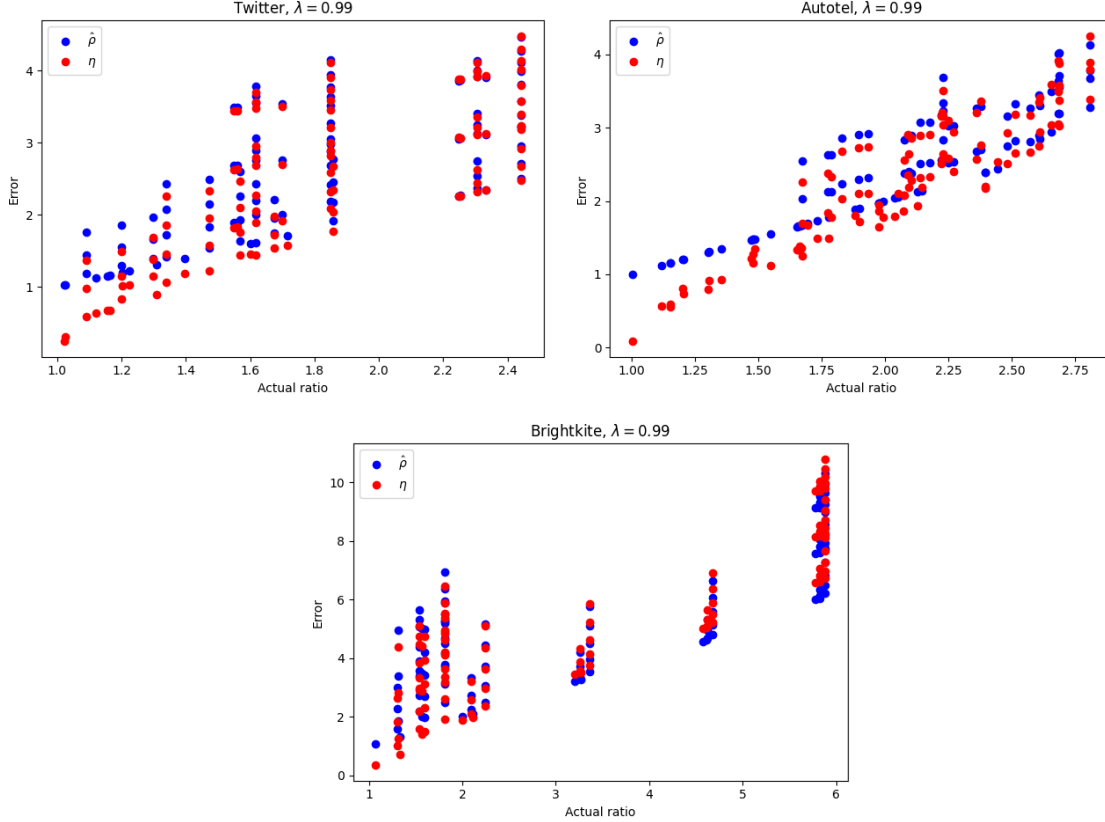 Twitter, λ = 0.99
ρ̂
η
Error
4
3
2
1
1.0 1.2 1.4 1.6 1.8 2.0 2.2 2.4
Actual ratio
Autotel, λ = 0.99
ρ̂
η
Error
4
3
2
1
0
1.00 1.25 1.50 1.75 2.00 2.25 2.50 2.75
Actual ratio
Brightkite, λ = 0.99
ρ̂
η
Error
10
8
6
4
2
0
1 2 3 4 5 6
Actual ratio